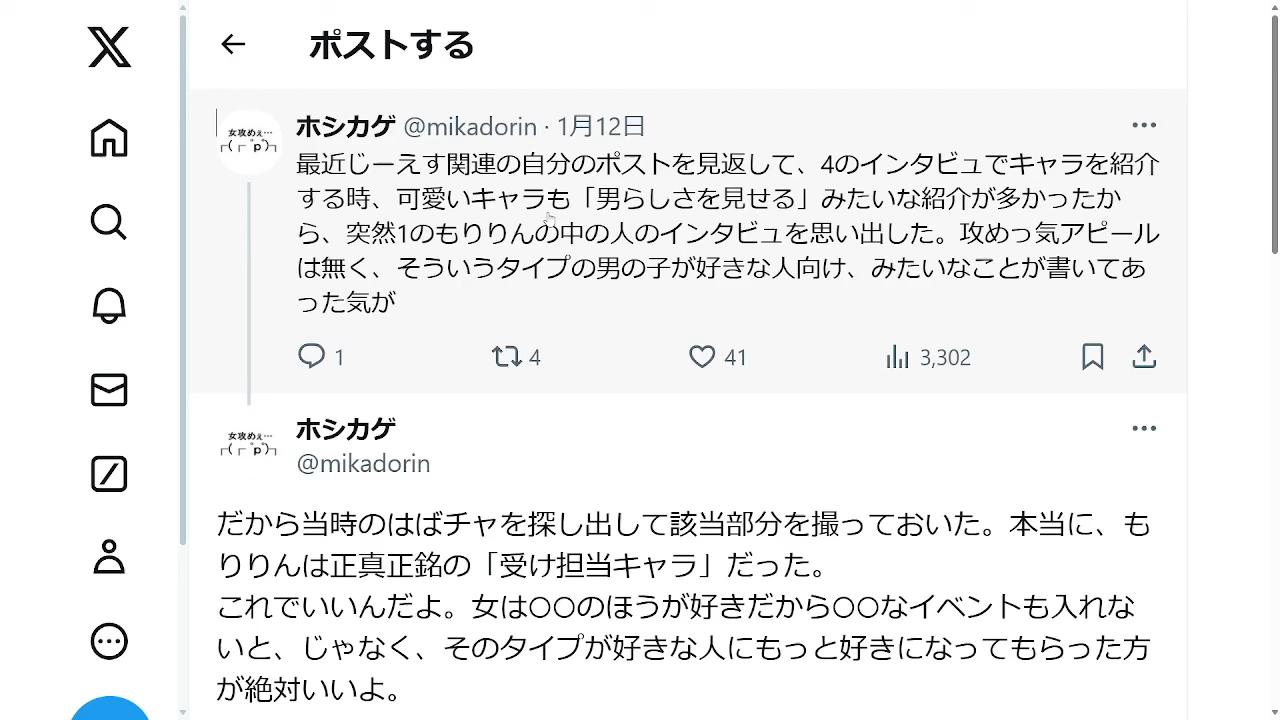 ポストする
女攻めぇ…
ホシカゲ @mikadorin · 1月12日
最近じーえす関連の自分のポストを見返して、4のインタビュでキャラを紹介
する時、可愛いキャラも「男らしさを見せる」みたいな紹介が多かったか
ら、突然1のもりりんの中の人のインタビュを思い出した。攻めっ気アピール
は無く、そういうタイプの男の子が好きな人向け、みたいなことが書いてあ
った気が
1 4 41 3,302
女攻めぇ…
ホシカゲ
@mikadorin
だから当時のはばチャを探し出して該当部分を撮っておいた。本当に、も
りりんは正真正銘の「受け担当キャラ」だった。
これでいいんだよ。女は〇〇のほうが好きだから〇〇なイベントも入れな
いと、じゃなく、そのタイプが好きな人にもっと好きになってもらった方
が絶対いいよ。